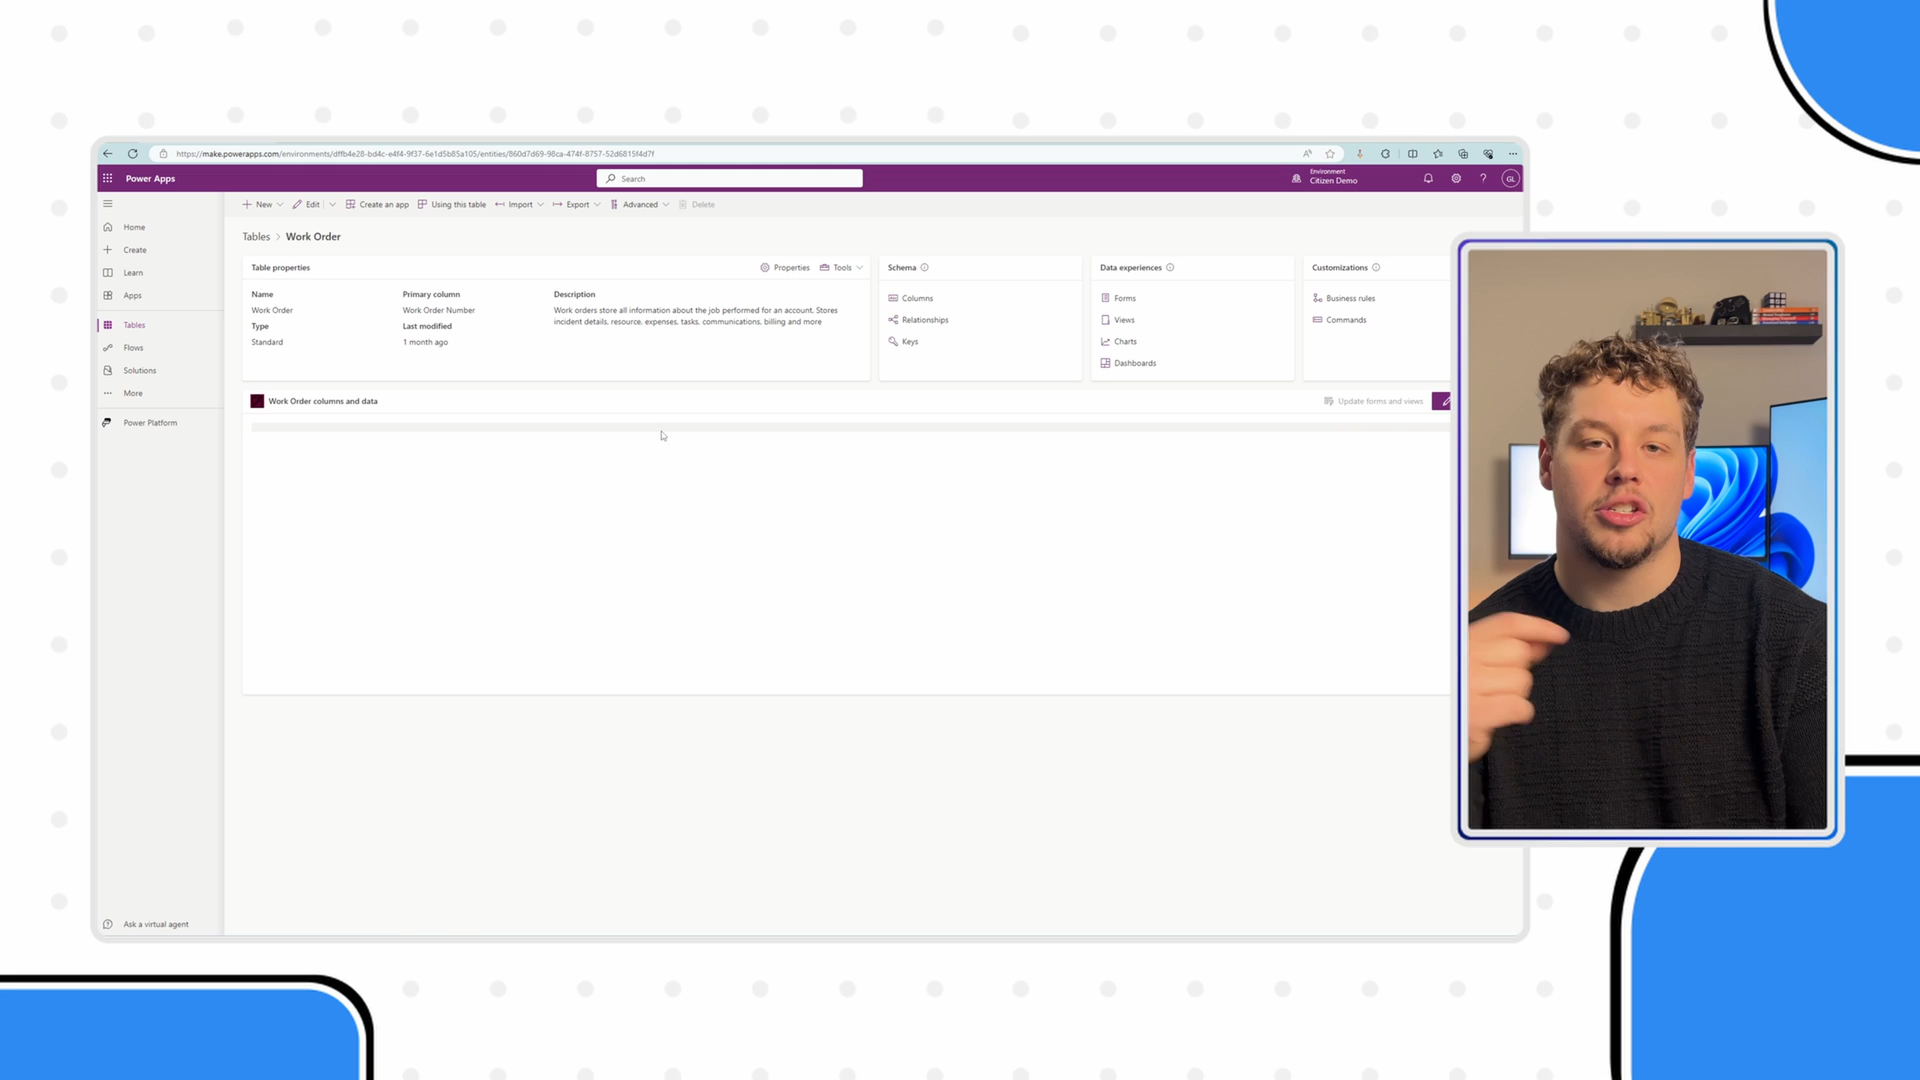 https://make.powerapps.com/environments/dffb4e28-bd4c-e4f4-9f37-6e1d5b85a105/entities/860d7d69-98ca-474f-8757-52d6815f4d7f
Power Apps
Search
Environment
Citizen Demo
?
GL
New
Edit
Create an app
Using this table
Import
Export
Advanced
Delete
Home
Create
Learn
Apps
Tables
Flows
Solutions
More
Power Platform
Ask a virtual agent
Tables > Work Order
Table properties
Properties
Tools
Name
Work Order
Type
Standard
Primary column
Work Order Number
Last modified
1 month ago
Description
Work orders store all information about the job performed for an account. Stores
incident details, resource, expenses, tasks, communications, billing and more
Schema
Columns
Relationships
Keys
Data experiences
Forms
Views
Charts
Dashboards
Customizations
Business rules
Commands
Work Order columns and data
Update forms and views